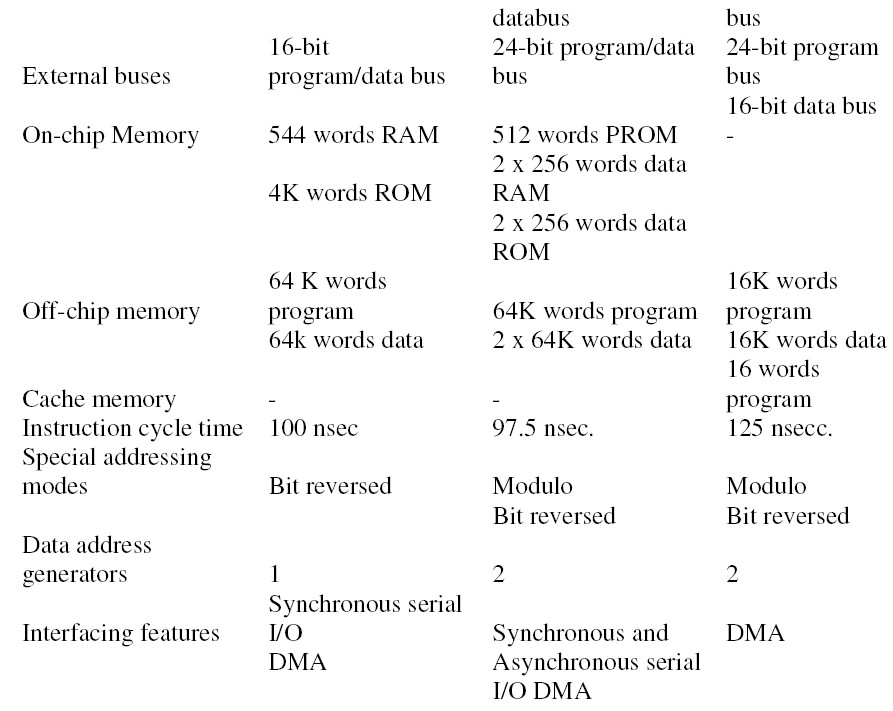 databus bus
16-bit 24-bit program/data 24-bit program
External buses program/data bus bus bus
16-bit data bus
On-chip Memory 544 words RAM 512 words PROM -
2 x 256 words data
4K words ROM RAM
2 x 256 words data
ROM
64 K words 16K words
Off-chip memory program 64K words program program
64k words data 2 x 64K words data 16K words data
16 words
Cache memory - - program
Instruction cycle time 100 nsec 97.5 nsec. 125 nsecc.
Special addressing
modes Bit reversed Modulo Modulo
Bit reversed Bit reversed
Data address
generators 1 2 2
Synchronous serial
Interfacing features I/O Synchronous and DMA
DMA Asynchronous serial
I/O DMA